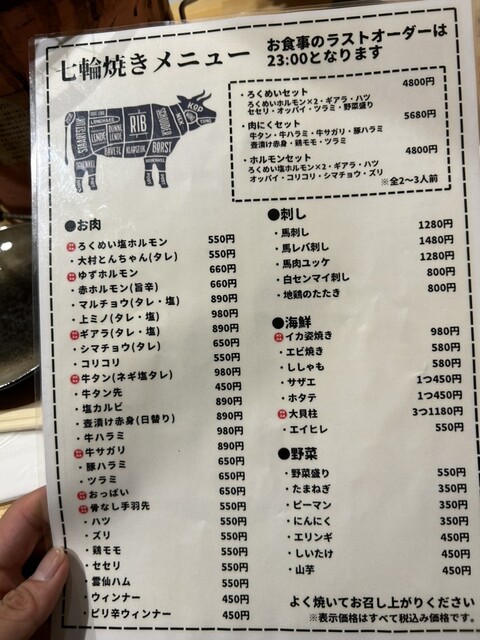 七輪焼きメニュー
お食事のラストオーダーは
23:00となります
RIB
・ろくめいセット 4800円
ろくめいホルモン×2・ギアラ・ハツ
セセリ・オッパイ・ツラミ・野菜盛り
・肉にくセット 5680円
牛タン・牛ハラミ・牛サガリ・豚ハラミ
壺漬け赤身・鶏モモ・ツラミ
・ホルモンセット 4800円
ろくめい塩ホルモン×2・ギアラ・ハツ
オッパイ・コリコリ・シマチョウ・ズリ
※全2〜3人前
●お肉
ろくめい塩ホルモン 550円
・大村とんちゃん(タレ) 550円
ゆずホルモン 660円
・赤ホルモン(旨辛) 660円
・マルチョウ(タレ・塩) 890円
・上ミノ(タレ・塩) 980円
ギアラ(タレ・塩) 890円
・シマチョウ(タレ) 650円
・コリコリ 550円
牛タン(ネギ塩タレ) 980円
・牛タン先 450円
・塩カルビ 890円
・壺漬け赤身(日替り) 890円
・牛ハラミ 980円
牛サガリ 890円
・豚ハラミ 650円
・ツラミ 650円
おっぱい 650円
骨なし手羽先 550円
・ハツ 550円
・ズリ 550円
・鶏モモ 550円
・セセリ 550円
・雲仙ハム 550円
・ウィンナー 450円
・ピリ辛ウィンナー 450円
●刺し
・馬刺し 1280円
・馬レバ刺し 1480円
・馬肉ユッケ 1280円
・白センマイ刺し 800円
・地鶏のたたき 800円
●海鮮
イカ姿焼き 980円
・エビ焼き 580円
・ししゃも 580円
・サザエ 1つ450円
・ホタテ 1つ450円
大貝柱 3つ1180円
・エイヒレ 550円
●野菜
・野菜盛り 550円
・たまねぎ 350円
・ピーマン 350円
・にんにく 350円
・エリンギ 450円
・しいたけ 450円
・山芋 450円
よく焼いてお召し上がりください
※表示価格はすべて税込み価格です。